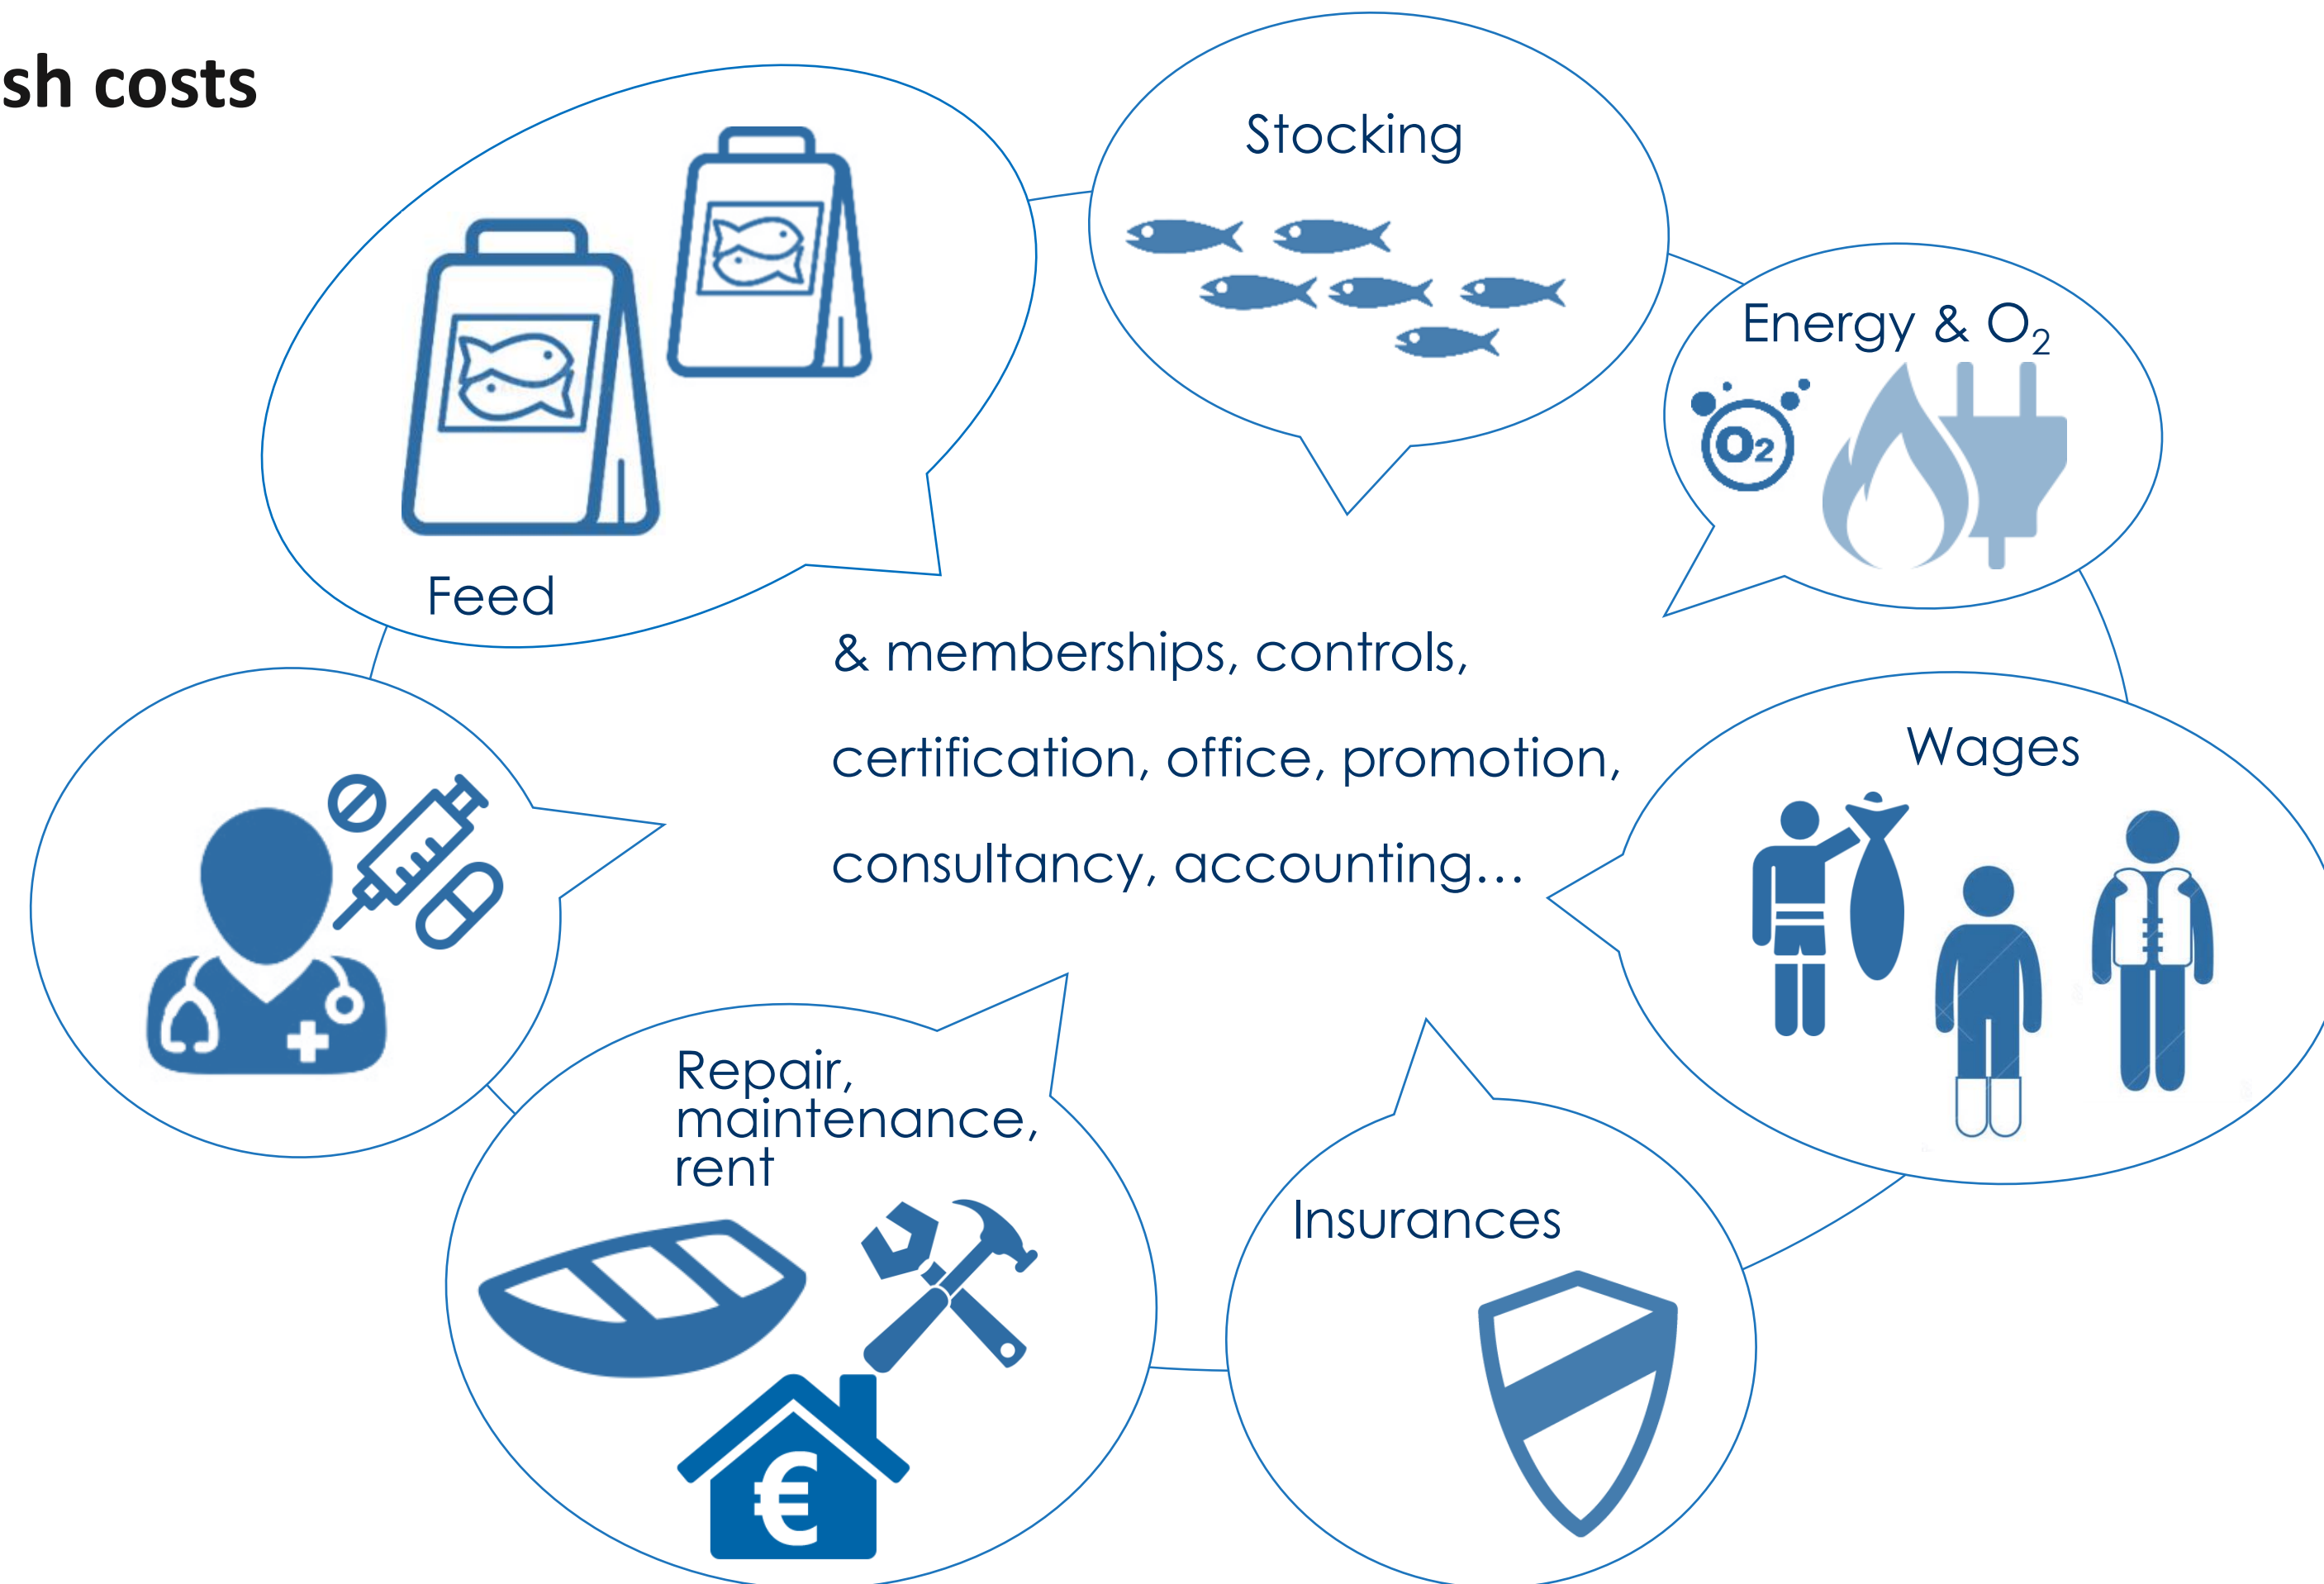 sh costs
Stocking
Energy & O₂
O₂
Feed
& memberships, controls,
certification, office, promotion,
consultancy, accounting...
Wages
Repair,
maintenance,
rent
Insurances
€